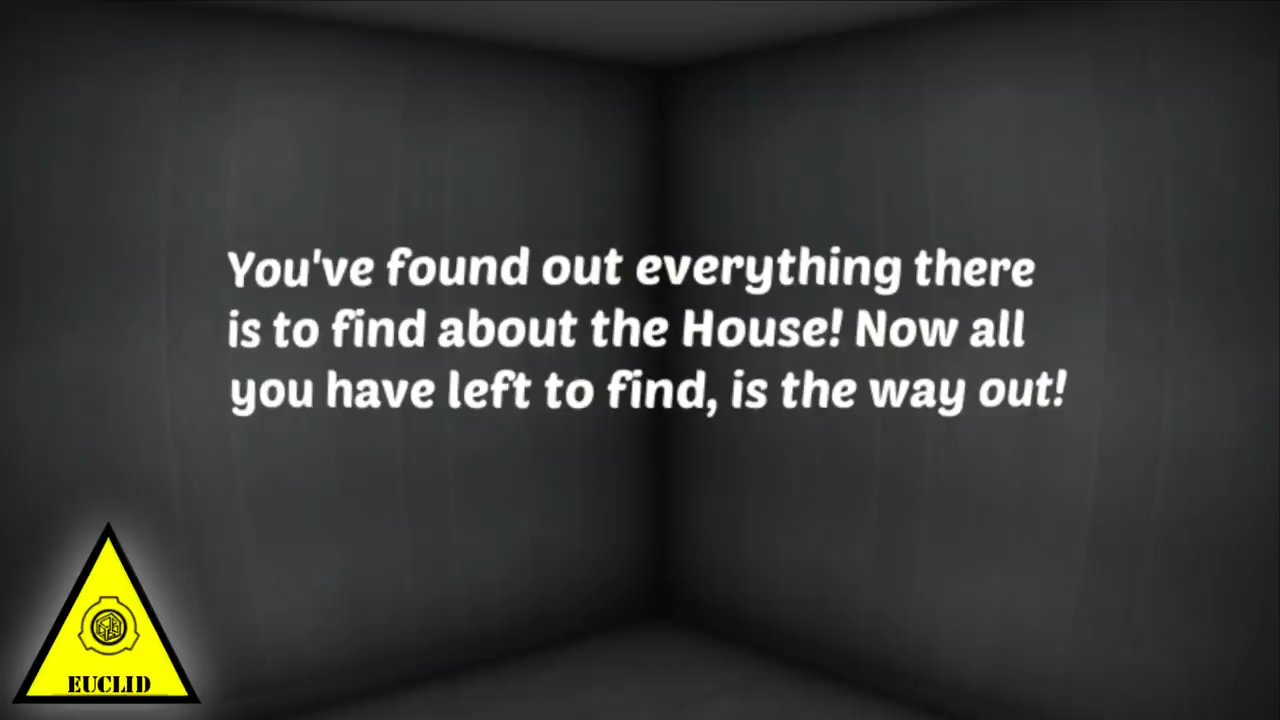 You've found out everything there
is to find about the House! Now all
you have left to find, is the way out!
EUCLID